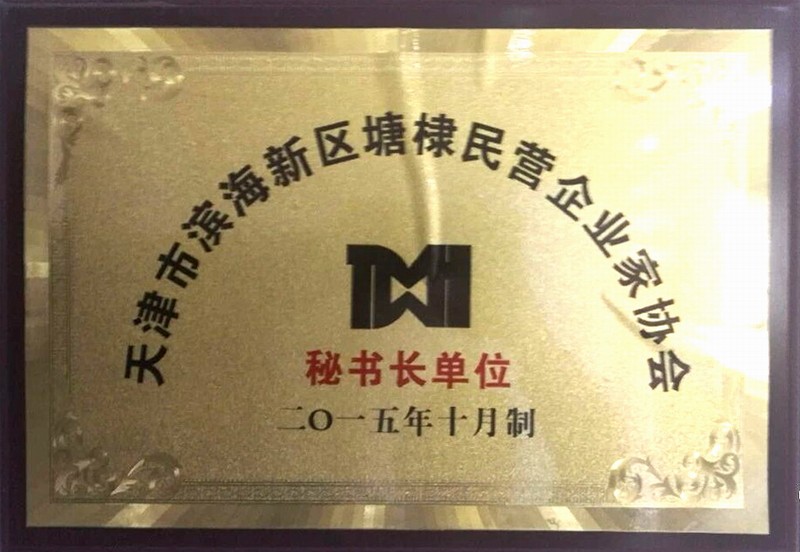 天津市滨海新区塘棣民营企业家协会
秘书长单位
二〇一五年十月制